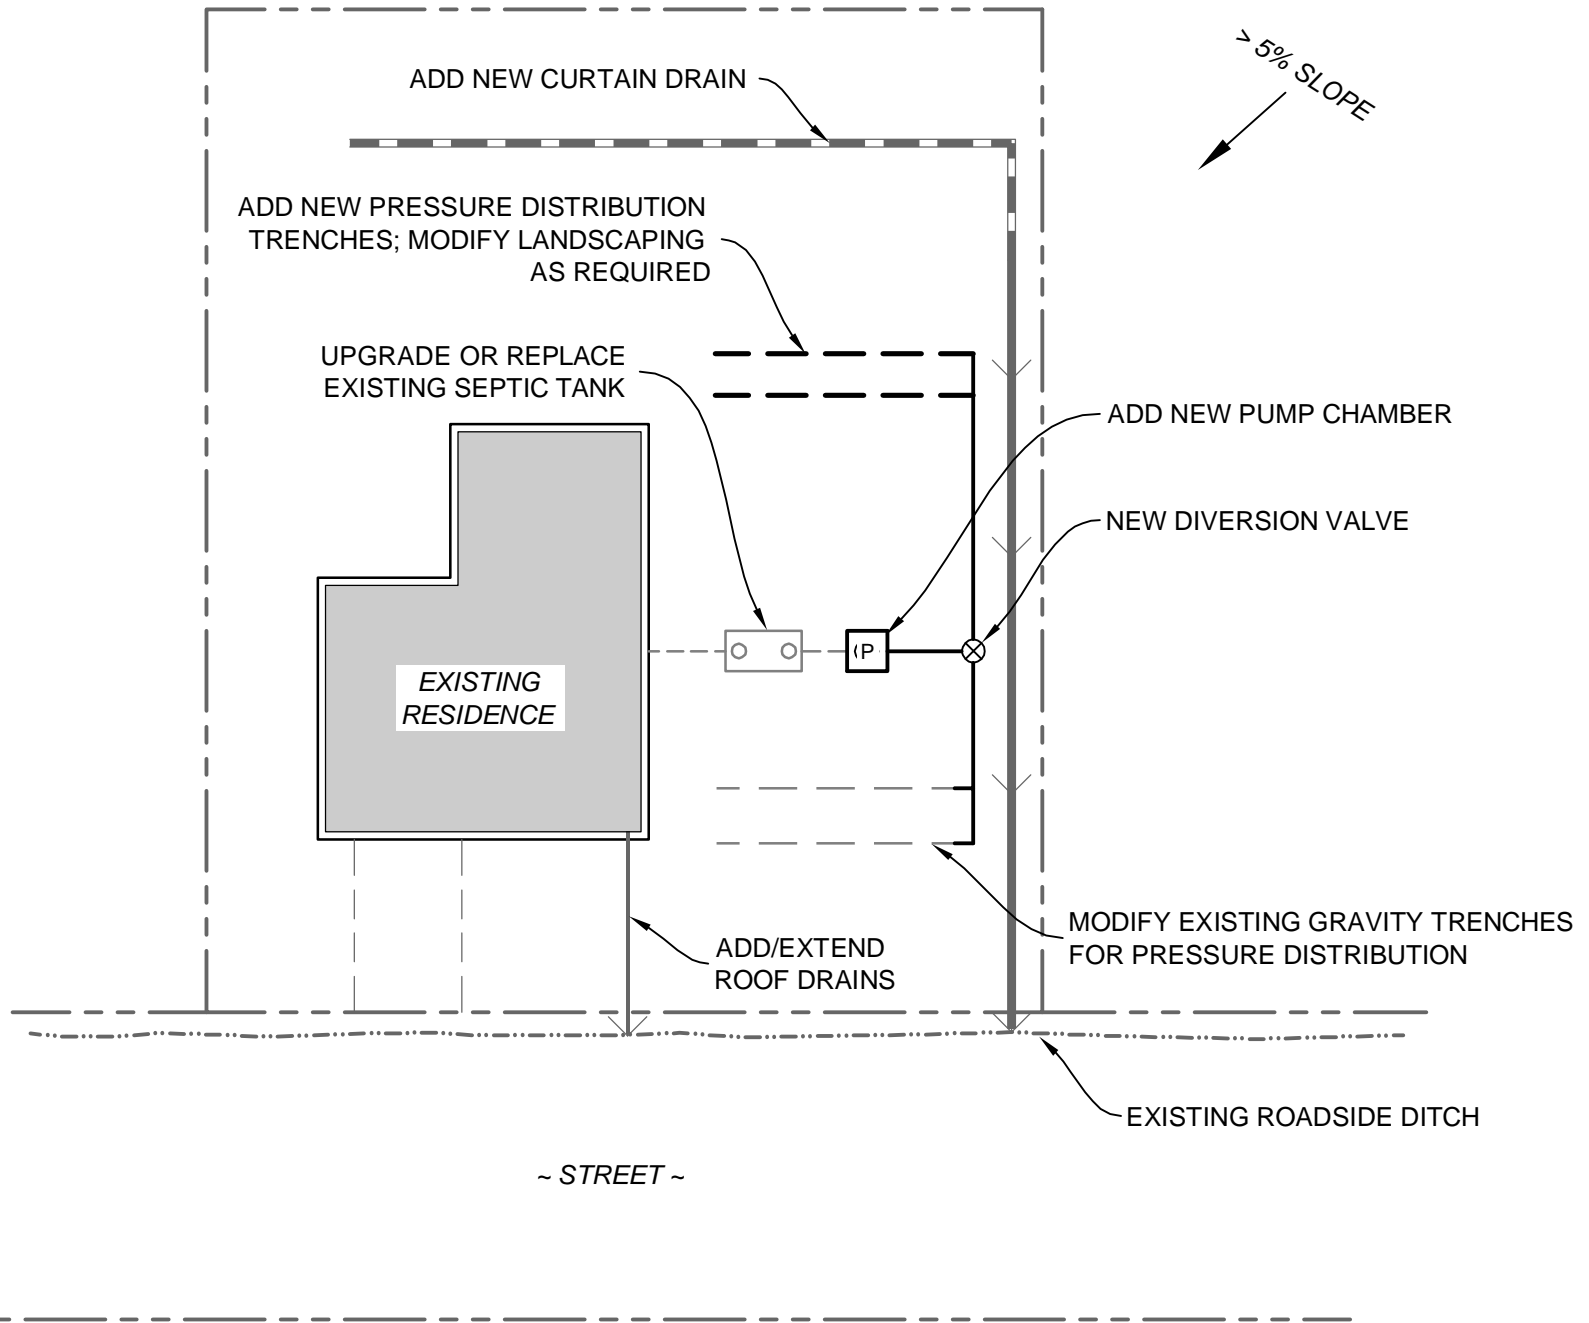 > 5% SLOPE
ADD NEW CURTAIN DRAIN
ADD NEW PRESSURE DISTRIBUTION
TRENCHES; MODIFY LANDSCAPING
AS REQUIRED
UPGRADE OR REPLACE
EXISTING SEPTIC TANK
ADD NEW PUMP CHAMBER
NEW DIVERSION VALVE
P
EXISTING
RESIDENCE
MODIFY EXISTING GRAVITY TRENCHES
FOR PRESSURE DISTRIBUTION
ADD/EXTEND
ROOF DRAINS
EXISTING ROADSIDE DITCH
~ STREET ~